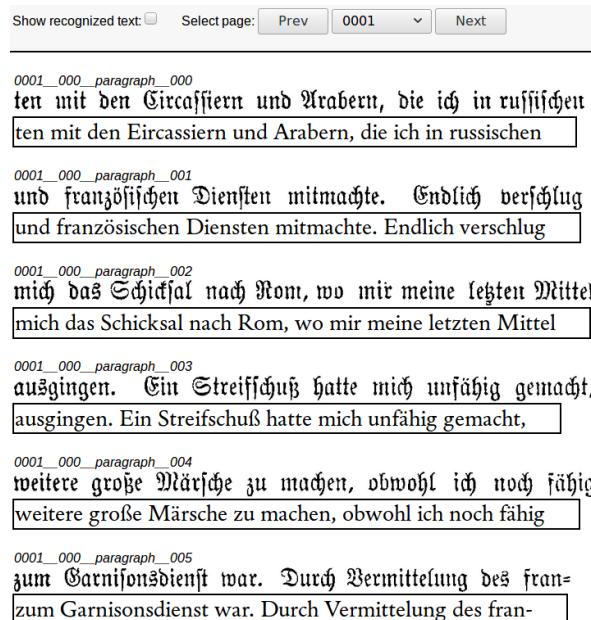 Show recognized text: Select page: Prev 0001 Next
0001__000__paragraph__000
ten mit den Circassiern und Arabern, die ich in russischen
ten mit den Eircassiern und Arabern, die ich in russischen
0001__000__paragraph__001
und französischen Diensten mitmachte. Endlich verschlug
und französischen Diensten mitmachte. Endlich verschlug
0001__000__paragraph__002
mich das Schicksal nach Rom, wo mir meine letzten Mittel
mich das Schicksal nach Rom, wo mir meine letzten Mittel
0001__000__paragraph__003
ausgingen. Ein Streifschuß hatte mich unfähig gemacht,
ausgingen. Ein Streifschuß hatte mich unfähig gemacht,
0001__000__paragraph__004
weitere große Märsche zu machen, obwohl ich noch fähig
weitere große Märsche zu machen, obwohl ich noch fähig
0001__000__paragraph__005
zum Garnisonsdienst war. Durch Vermittelung des fran-
zum Garnisonsdienst war. Durch Vermittelung des fran-